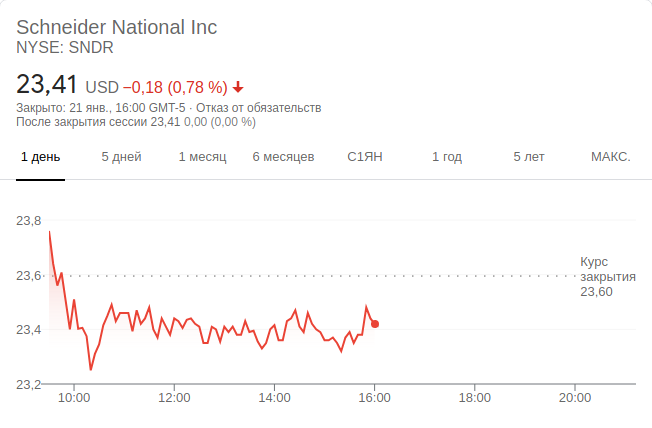 Schneider National Inc
NYSE: SNDR
23,41 USD −0,18 (0,78 %)
Закрыто: 21 янв., 16:00 GMT-5 · Отказ от обязательств
После закрытия сессии 23,41 0,00 (0,00 %)
1 день 5 дней 1 месяц 6 месяцев С1ЯН 1 год 5 лет МАКС.
23,8
Курс
23,6 закрытия
23,60
23,4
23,2
10:00 12:00 14:00 16:00 18:00 20:00